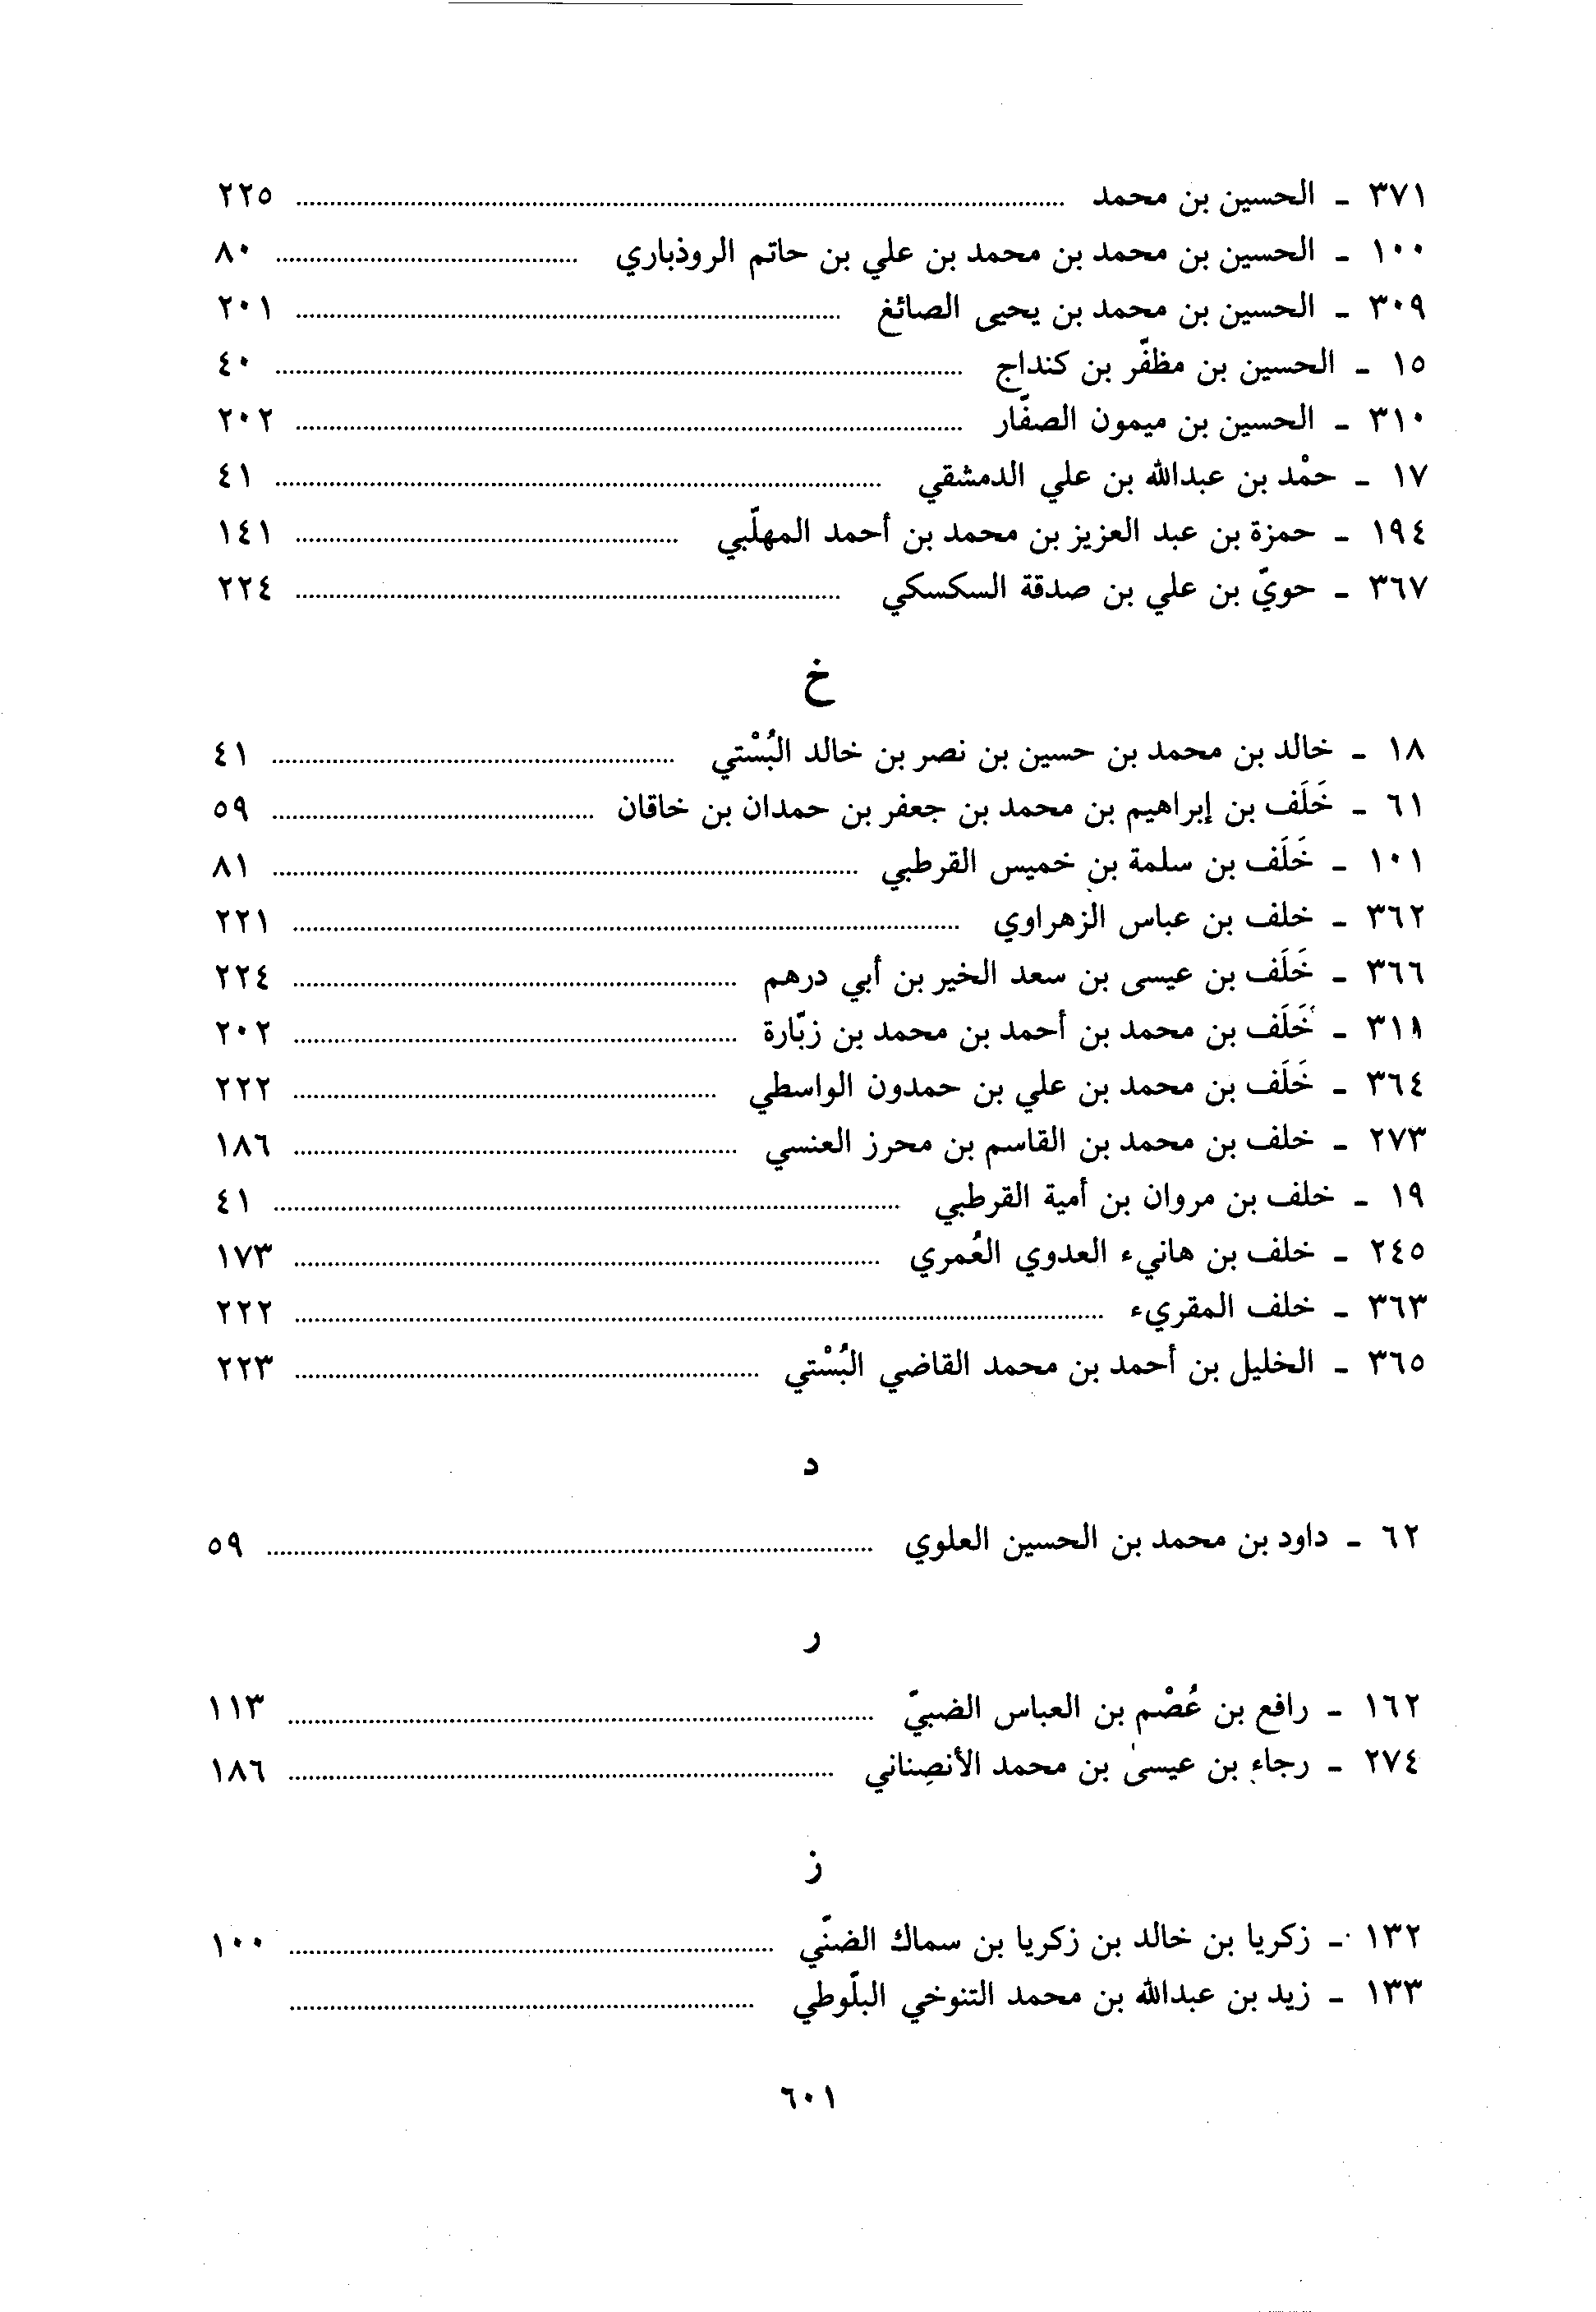 ٣٧١ ـ الحسين بن محمد ........ ٢٢٥
١٠٠ ـ الحسين بن محمد بن محمد بن علي بن حاتم الروذباري ........ ٨٠
٣٠٩ ـ الحسين بن محمد بن يحيى الصائغ ........ ٢٠١
١٥ ـ الحسين بن مظفّر بن كنداج ........ ٤٠
٣١٠ ـ الحسين بن ميمون الصفّار ........ ٢٠٢
١٧ ـ حمْد بن عبدالله بن علي الدمشقي ........ ٤١
١٩٤ ـ حمزة بن عبد العزيز بن محمد بن أحمد المهلّبي ........ ١٤١
٣٦٧ ـ حويّ بن علي بن صدقة السكسكي ........ ٢٢٤
خ
١٨ ـ خالد بن محمد بن حسين بن نصر بن خالد البُسْتي ........ ٤١
٦١ ـ خَلَف بن إبراهيم بن محمد بن جعفر بن حمدان بن خاقان ........ ٥٩
١٠١ ـ خَلَف بن سلمة بن خميس القرطبي ........ ٨١
٣٦٢ ـ خلف بن عباس الزهراوي ........ ٢٢١
٣٦٦ ـ خَلَف بن عيسى بن سعد الخير بن أبي درهم ........ ٢٢٤
٣١١ ـ خَلَف بن محمد بن أحمد بن محمد بن زبّارة ........ ٢٠٢
٣٦٤ ـ خَلَف بن محمد بن علي بن حمدون الواسطي ........ ٢٢٢
٢٧٣ ـ خلف بن محمد بن القاسم بن محرز العنسي ........ ١٨٦
١٩ ـ خلف بن مروان بن أمية القرطبي ........ ٤١
٢٤٥ ـ خلف بن هانيء العدوي العُمري ........ ١٧٣
٣٦٣ ـ خلف المقريء ........ ٢٢٢
٣٦٥ ـ الخليل بن أحمد بن محمد القاضي البُسْتي ........ ٢٢٣
د
٦٢ ـ داود بن محمد بن الحسين العلوي ........ ٥٩
ر
١٦٢ ـ رافع بن عُصْم بن العباس الضبيّ ........ ١١٣
٢٧٤ ـ رجاء بن عيسى بن محمد الأنصِناني ........ ١٨٦
ز
١٣٢ ـ زكريا بن خالد بن زكريا بن سماك الضنّي ........ ١٠٠
١٣٣ ـ زيد بن عبدالله بن محمد التنوخي البلّوطي ........
٦٠١